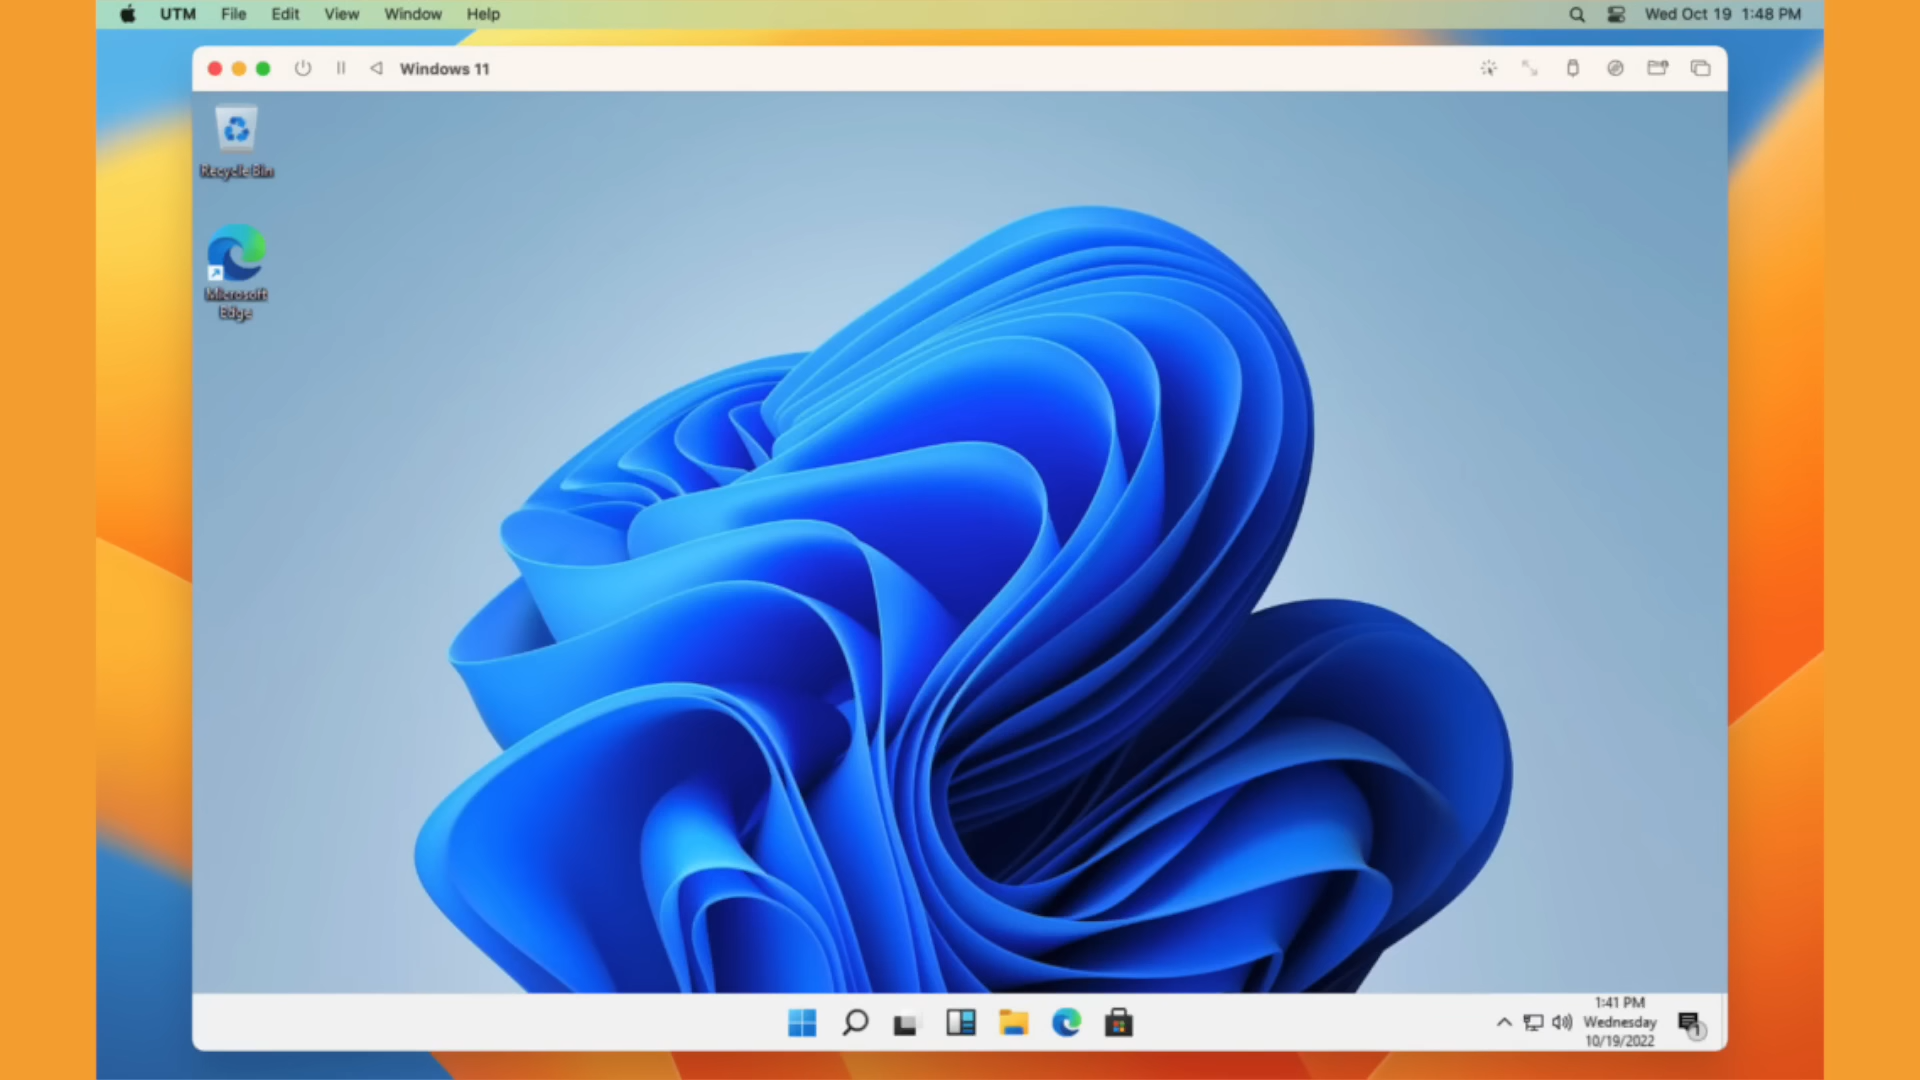 UTM File Edit View Window Help Wed Oct 19 1:48 PM
Windows 11
Recycle Bin
Microsoft
Edge
1:41 PM
Wednesday
10/19/2022
1